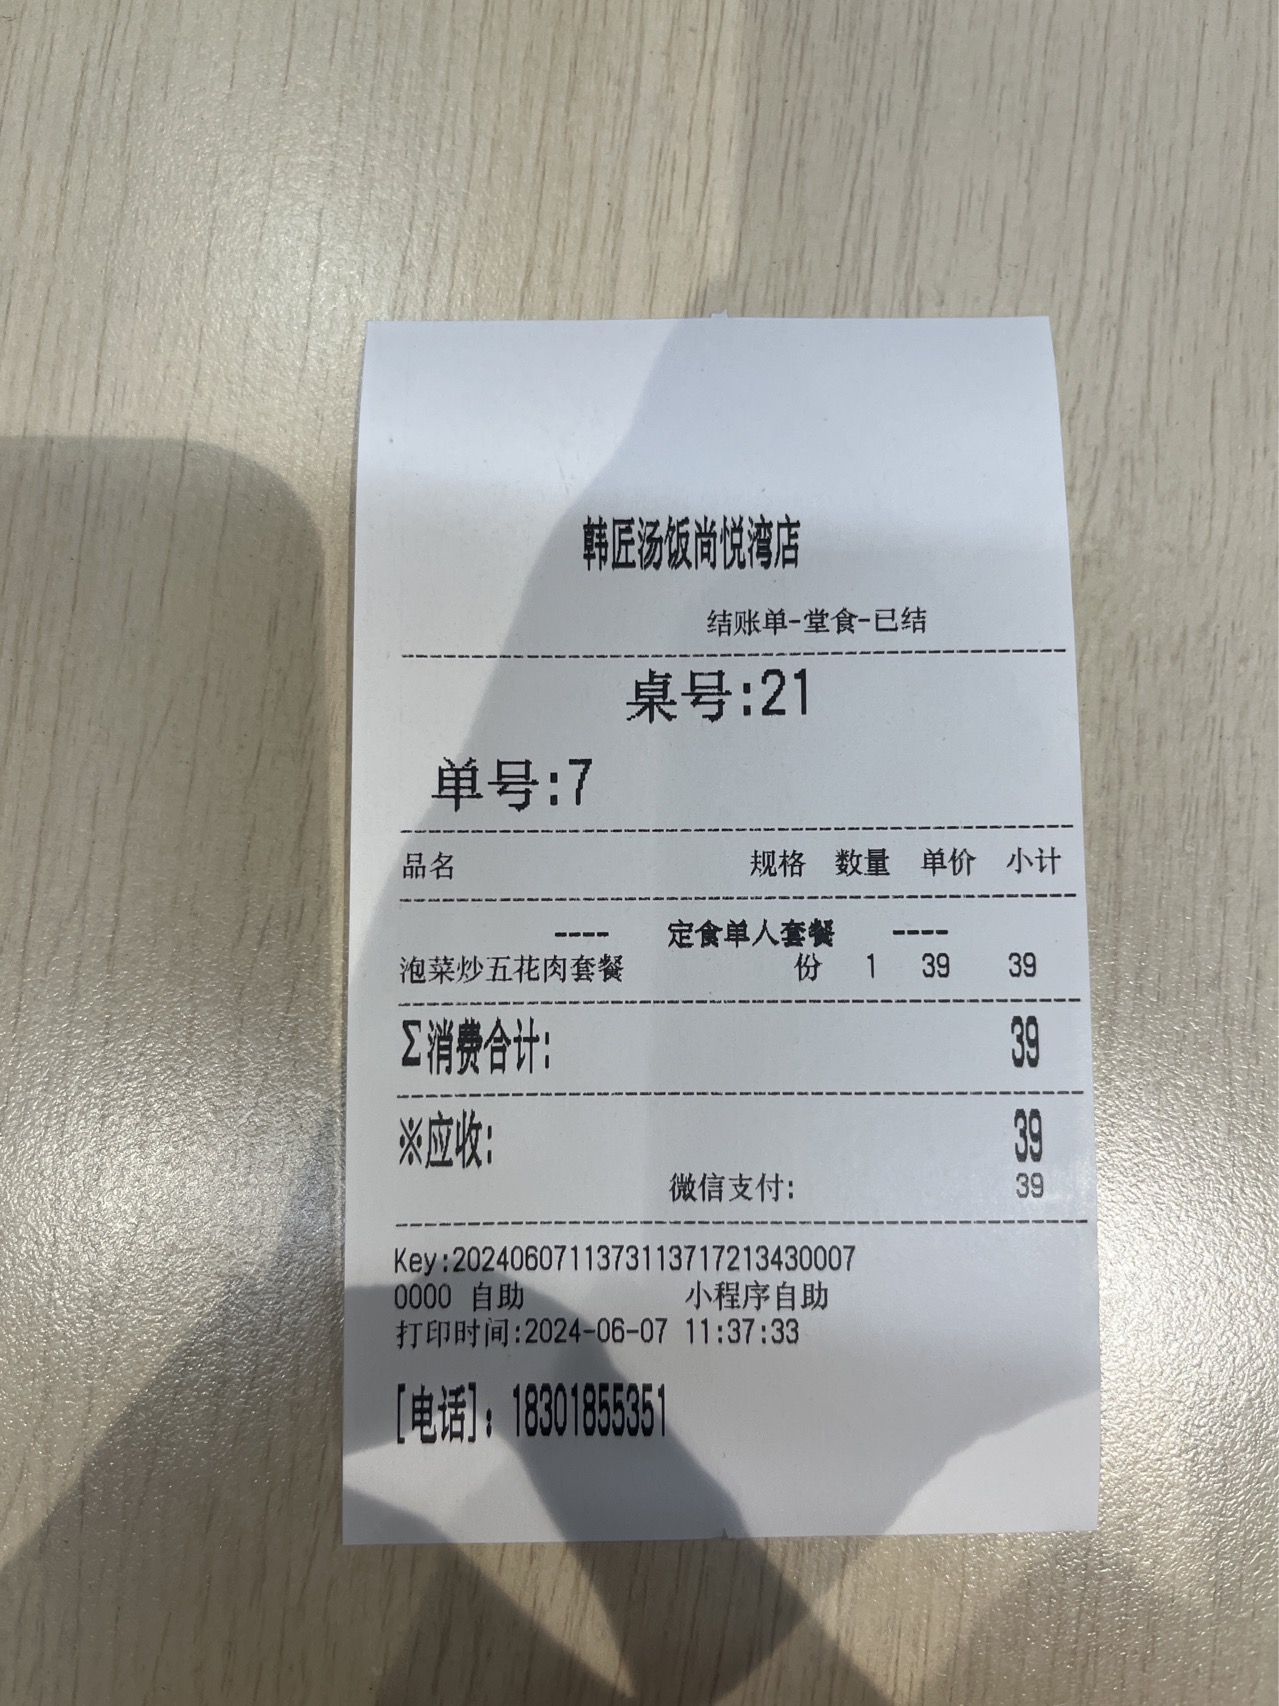 韩匠汤饭尚悦湾店
结账单-堂食-已结
桌号:21
单号:7
品名 规格 数量 单价 小计
---- 定食单人套餐 ----
泡菜炒五花肉套餐 份 1 39 39
Σ消费合计: 39
※应收: 39
微信支付: 39
Key:2024060711373113717213430007
0000 自助 小程序自助
打印时间:2024-06-07 11:37:33
[电话]: 18301855351